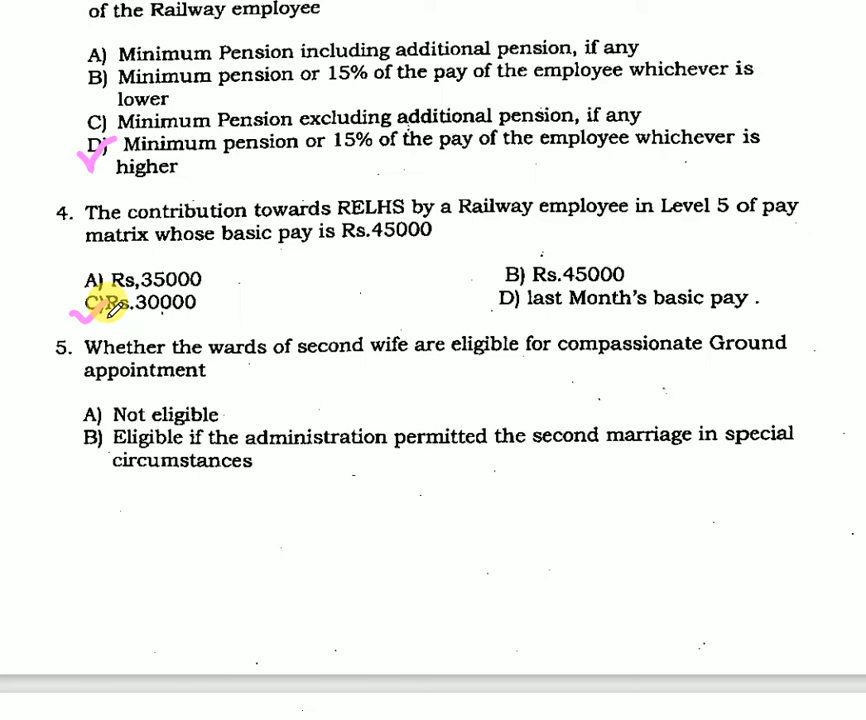 of the Railway employee
A) Minimum Pension including additional pension, if any
B) Minimum pension or 15% of the pay of the employee whichever is
lower
C) Minimum Pension excluding additional pension, if any
D) Minimum pension or 15% of the pay of the employee whichever is
higher
4. The contribution towards RELHS by a Railway employee in Level 5 of pay
matrix whose basic pay is Rs.45000
A) Rs,35000 B) Rs.45000
C) Rs.30000 D) last Month's basic pay .
5. Whether the wards of second wife are eligible for compassionate Ground
appointment
A) Not eligible
B) Eligible if the administration permitted the second marriage in special
circumstances